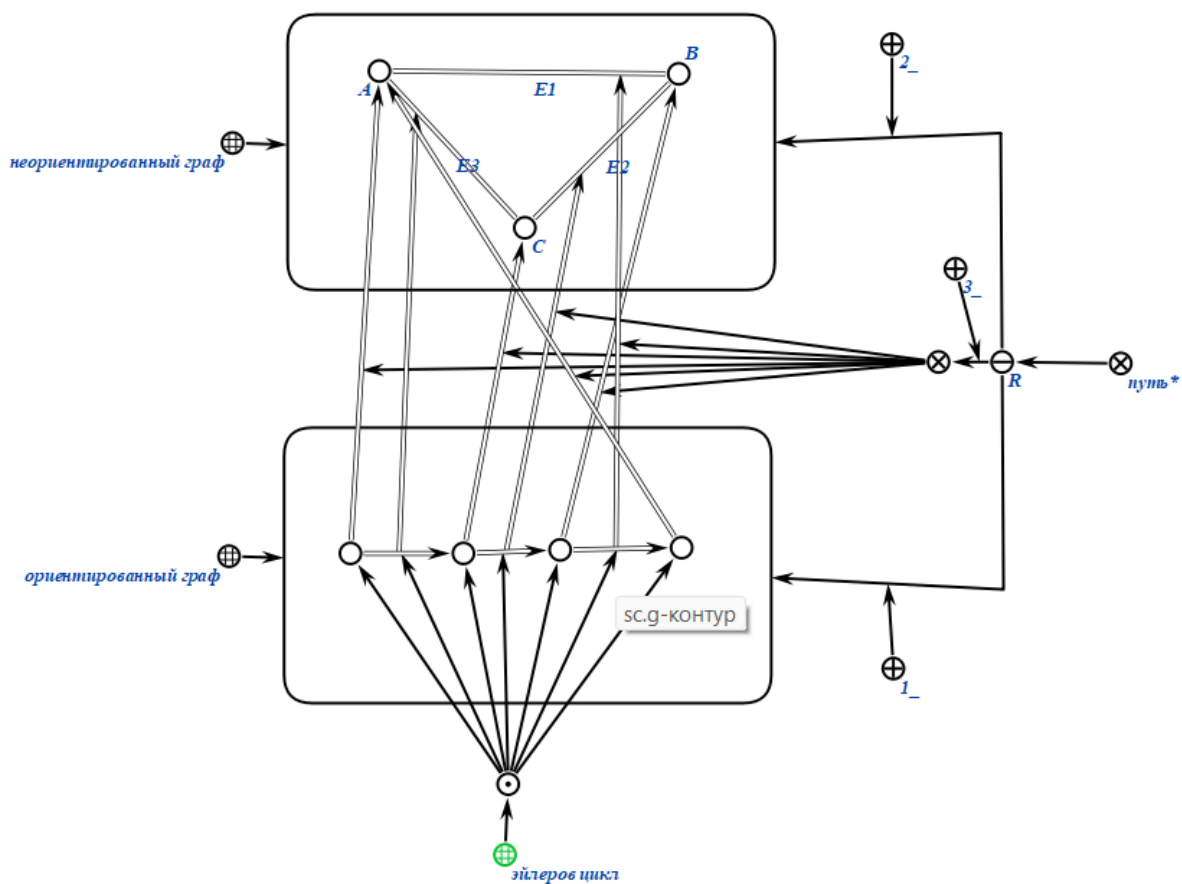 B
2_
A
E1
неориентированный граф
E3
E2
C
3_
R
путь*
ориентированный граф
sc.g-контур
1_
эйлеров цикл